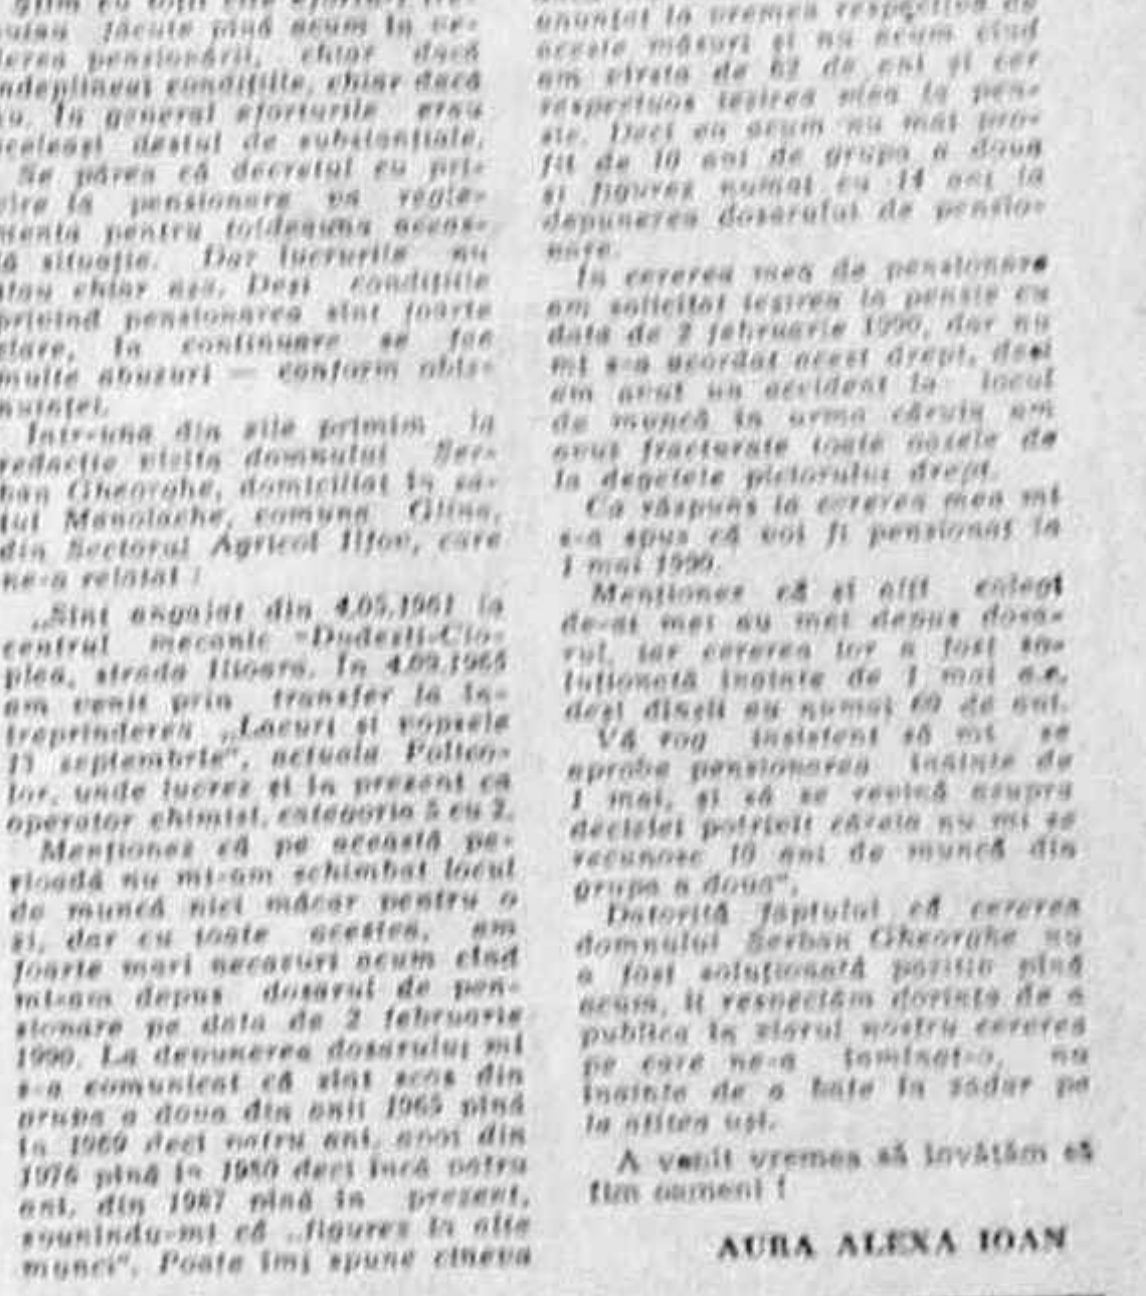 făcute pînă acum în ve-
derea pensionării, chiar dacă
îndeplineai condițiile, chiar dacă
nu. În general eforturile erau
aceleași destul de substanțiale.
Se părea că decretul cu pri-
vire la pensionare va regle-
menta pentru totdeauna aceas-
tă situație. Dar lucrurile nu
stau chiar așa. Deși condițiile
privind pensionarea sînt foarte
clare, în continuare se fac
multe abuzuri — conform obiș-
nuinței.
Într-una din zile primim la
redacție vizita domnului Șer-
ban Gheorghe, domiciliat în sa-
tul Manolache, comuna Glina,
din Sectorul Agricol Ilfov, care
ne-a relatat :
„Sînt angajat din 4.05.1961 la
centrul mecanic Dudești-Cio-
plea, strada Ilioara. În 4.09.1965
am venit prin transfer la în-
treprinderea „Lacuri și vopsele
13 septembrie", actuala Polico-
lor, unde lucrez și în prezent ca
operator chimist, categoria 5 cu 2.
Menționez că pe această pe-
rioadă nu mi-am schimbat locul
de muncă nici măcar pentru o
zi, dar cu toate acestea, am
foarte mari necazuri acum cînd
mi-am depus dosarul de pen-
sionare pe data de 2 februarie
1990. La depunerea dosarului mi
s-a comunicat că sînt scos din
grupa a doua din anii 1965 pînă
în 1969 deci patru ani, apoi din
1976 pînă în 1980 deci încă patru
ani, din 1987 pînă în prezent,
spunîndu-mi că „figurez la alte
munci". Poate îmi spune cineva
anunțat la vremea respectivă de
aceste măsuri și nu acum cînd
am vîrsta de 62 de ani și cer
respectuos ieșirea mea la pen-
sie. Deci eu acum nu mai pro-
fit de 10 ani de grupa a doua
și figurez numai cu 14 ani la
depunerea dosarului de pensio-
nare.
În cererea mea de pensionare
am solicitat ieșirea la pensie cu
data de 2 februarie 1990, dar nu
mi s-a acordat acest drept, deși
am avut un accident la locul
de muncă în urma căruia am
avut fracturate toate oasele de
la degetele piciorului drept.
Ca răspuns la cererea mea mi
s-a spus că voi fi pensionat la
1 mai 1990.
Menționez că și alți colegi
de-ai mei au mai depus dosa-
rul, iar cererea lor a fost so-
luționată înainte de 1 mai a.c.
deși dînșii au numai 60 de ani.
Vă rog insistent să mi se
aprobe pensionarea înainte de
1 mai, și să se revină asupra
deciziei potrivit căreia nu mi se
recunosc 10 ani de muncă din
grupa a doua".
Datorită faptului că cererea
domnului Șerban Gheorghe nu
a fost soluționată pozitiv pînă
acum, îi respectăm dorința de a
publica în ziarul nostru cererea
pe care ne-a înmînat-o, nu
înainte de a bate în zadar pe
la atîtea uși.
A venit vremea să învățăm să
fim oameni !
AURA ALEXA IOAN